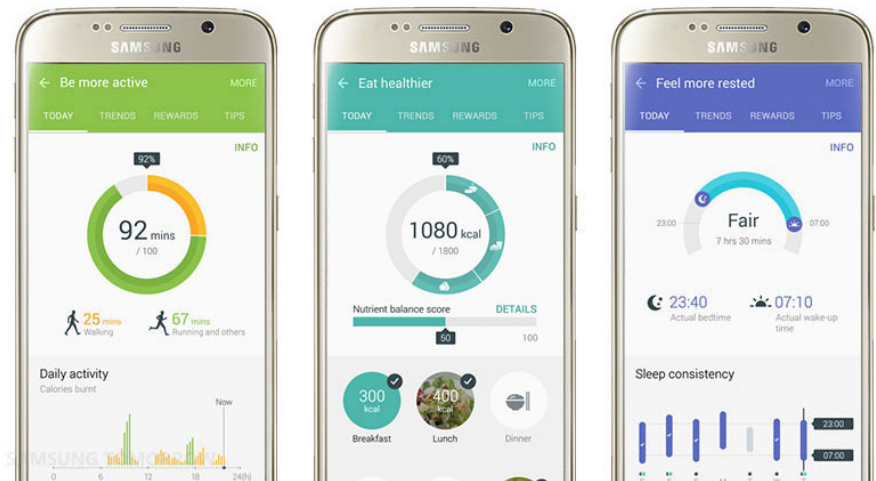 SAMSUNG
Be more active
MORE
TODAY
TRENDS
REWARDS
TIPS
INFO
92%
92 mins
/ 100
25 mins
Walking
67 mins
Running and others
Daily activity
Calories burnt
Now
0
6
12
18
24(h)
SAMSUNG
Eat healthier
MORE
TODAY
TRENDS
REWARDS
TIPS
INFO
60%
1080 kcal
/ 1800
Nutrient balance score
DETAILS
50
100
300
kcal
Breakfast
400
kcal
Lunch
Dinner
SAMSUNG
Feel more rested
MORE
TODAY
TRENDS
REWARDS
TIPS
INFO
23:00
Fair
07:00
7 hrs 30 mins
23:40
Actual bedtime
07:10
Actual wake-up
time
Sleep consistency
23:00
07:00
SAMSUNG TOMORROW